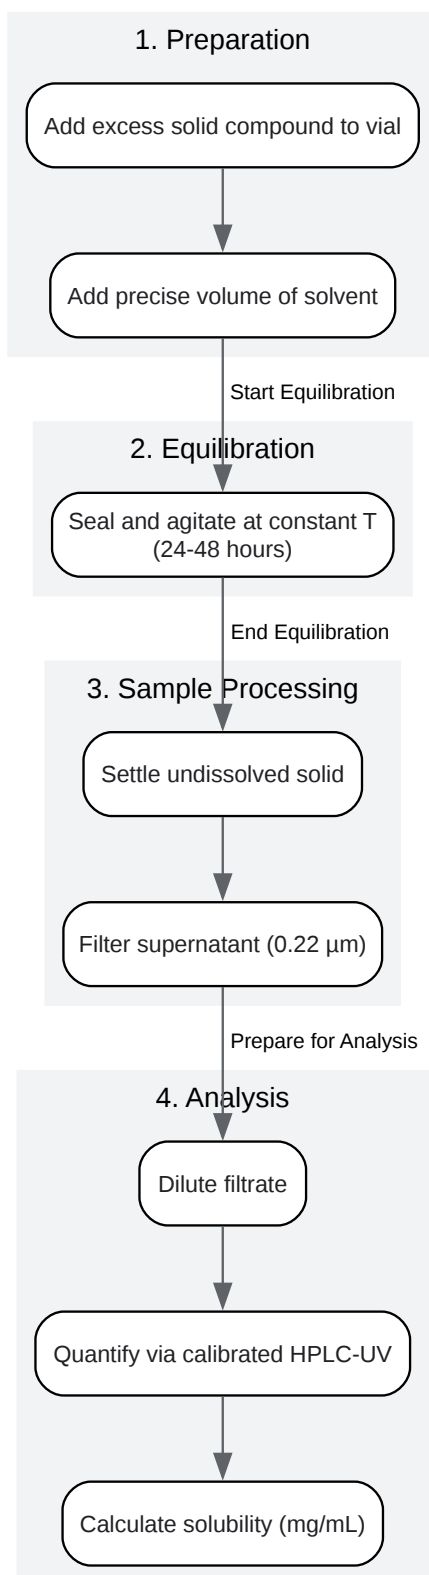 1. Preparation
Add excess solid compound to vial
Add precise volume of solvent
Start Equilibration
2. Equilibration
Seal and agitate at constant T
(24-48 hours)
End Equilibration
3. Sample Processing
Settle undissolved solid
Filter supernatant (0.22 µm)
Prepare for Analysis
4. Analysis
Dilute filtrate
Quantify via calibrated HPLC-UV
Calculate solubility (mg/mL)